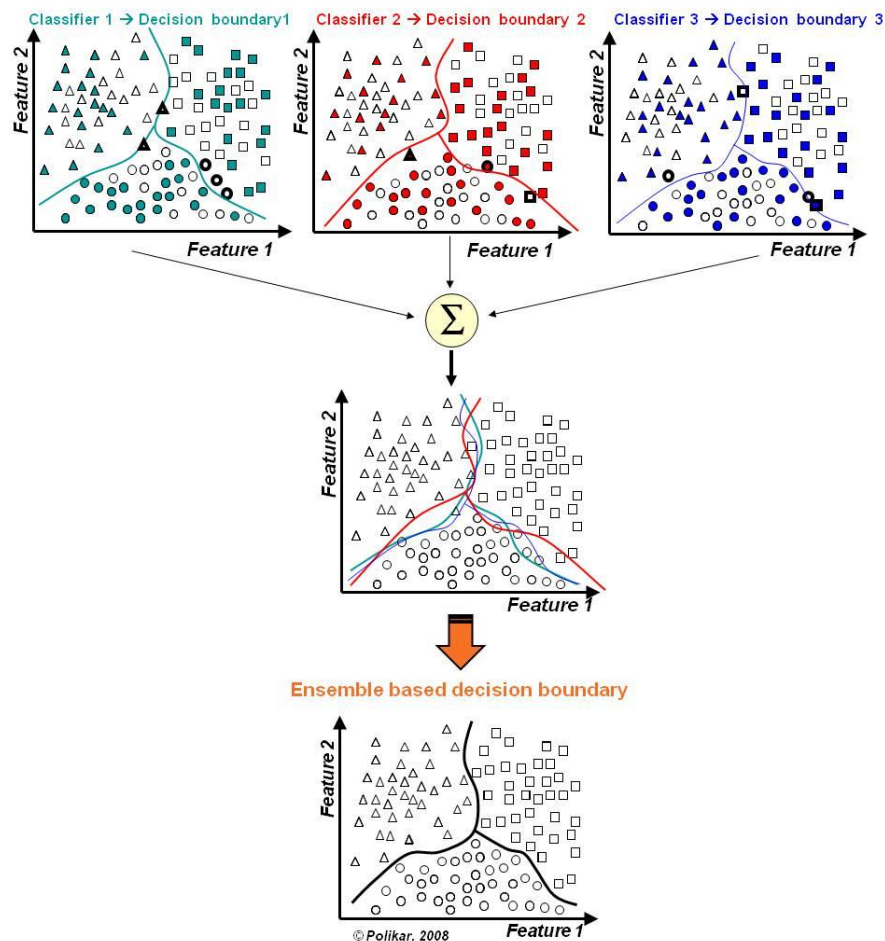 Classifier 1 → Decision boundary1
Classifier 2 → Decision boundary 2
Classifier 3 → Decision boundary 3
Feature 2
Feature 1
Feature 2
Feature 1
Feature 2
Feature 1
Σ
Feature 2
Feature 1
Ensemble based decision boundary
Feature 2
Feature 1
© Polikar, 2008